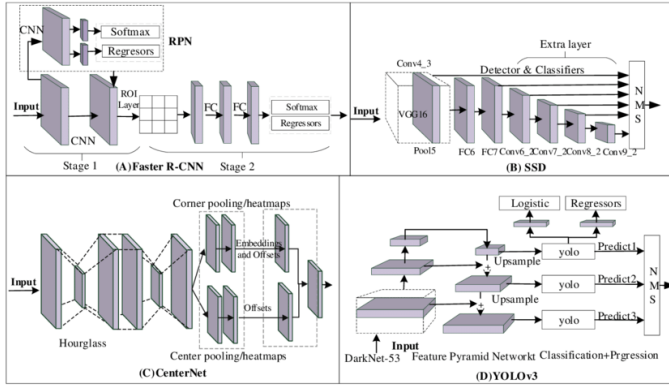 CNN
Softmax
Regresors
RPN
Input
ROI
Layer
CNN
FC
FC
Softmax
Regressors
Stage 1
(A)Faster R-CNN
Stage 2
Extra layer
Conv4_3
Detector & Classifiers
Input
VGG16
N
M
S
Pool5
FC6
FC7
Conv6_2
Conv7_2
Conv8_2
Conv9_2
(B) SSD
Corner pooling/heatmaps
Embeddings
and Offsets
Input
Offsets
Hourglass
Center pooling/heatmaps
(C)CenterNet
Logistic
Regressors
Upsample
+
yolo
Predict1
Upsample
+
yolo
Predict2
yolo
Predict3
N
M
S
Input
DarkNet-53
Feature Pyramid Networkt
Classification+Prgression
(D)YOLOv3